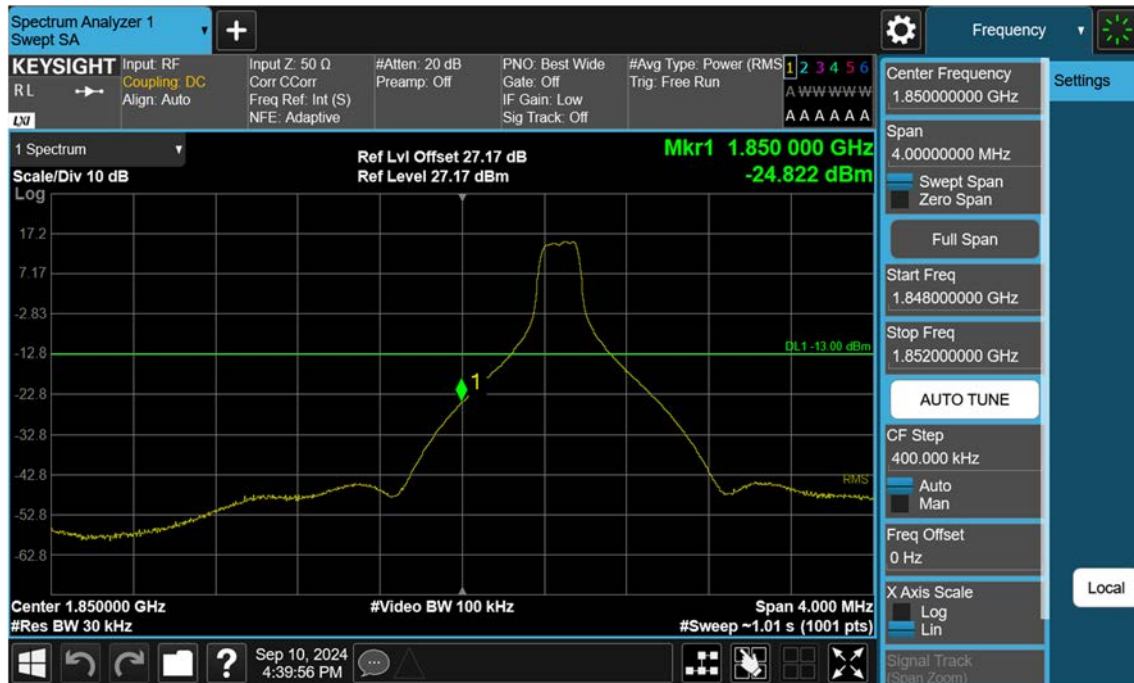 Spectrum Analyzer 1
Swept SA
+
Frequency
KEYSIGHT
RL
LXI
Input: RF
Coupling: DC
Align: Auto
Input Z: 50 Ω
Corr CCorr
Freq Ref: Int (S)
NFE: Adaptive
#Atten: 20 dB
Preamp: Off
PNO: Best Wide
Gate: Off
IF Gain: Low
Sig Track: Off
#Avg Type: Power (RMS
Trig: Free Run
1 2 3 4 5 6
A W W W W W
A A A A A A
1 Spectrum
Scale/Div 10 dB
Log
Ref Lvl Offset 27.17 dB
Ref Level 27.17 dBm
Mkr1 1.850 000 GHz
-24.822 dBm
17.2
7.17
-2.83
-12.8
-22.8
-32.8
-42.8
-52.8
-62.8
DL1 -13.00 dBm
1
RMS
Center 1.850000 GHz
#Video BW 100 kHz
Span 4.000 MHz
#Res BW 30 kHz
#Sweep ~1.01 s (1001 pts)
Center Frequency
1.850000000 GHz
Span
4.00000000 MHz
Swept Span
Zero Span
Full Span
Start Freq
1.848000000 GHz
Stop Freq
1.852000000 GHz
AUTO TUNE
CF Step
400.000 kHz
Auto
Man
Freq Offset
0 Hz
X Axis Scale
Log
Lin
Signal Track
(Span Zoom)
Settings
Local
?
Sep 10, 2024
4:39:56 PM